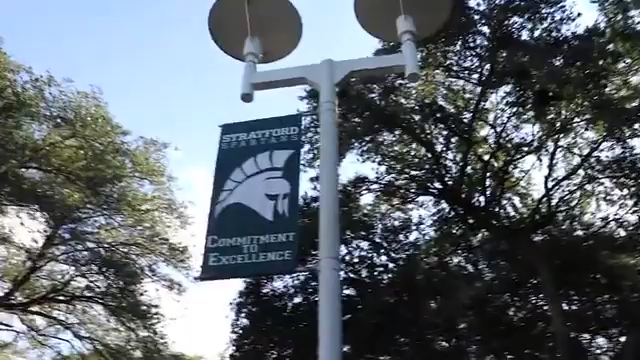 STRATFORD
SPARTANS
COMMITMENT
TO
EXCELLENCE